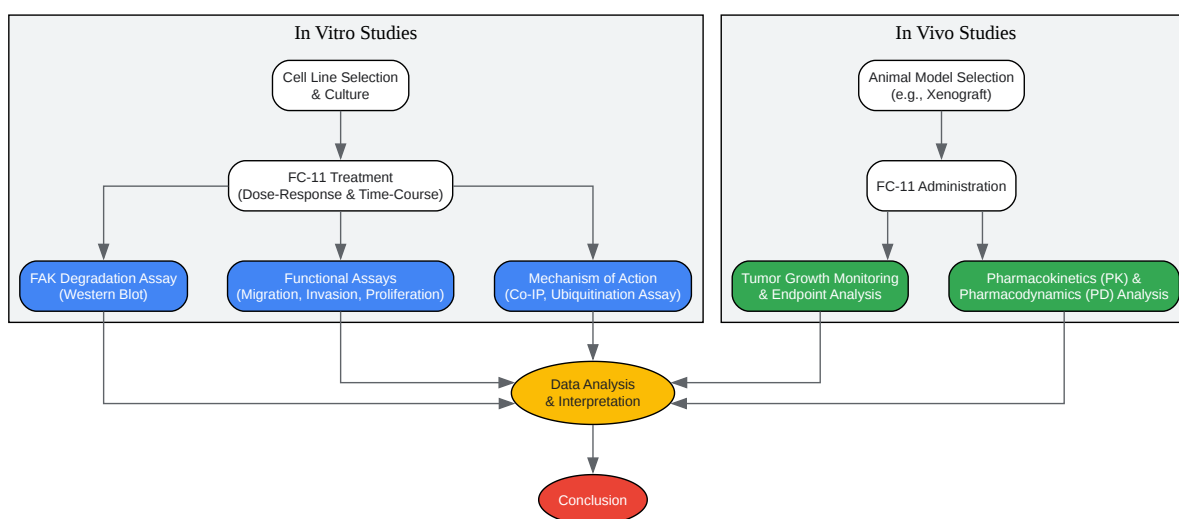 In Vitro Studies
Cell Line Selection
& Culture
FC-11 Treatment
(Dose-Response & Time-Course)
FAK Degradation Assay
(Western Blot)
Functional Assays
(Migration, Invasion, Proliferation)
Mechanism of Action
(Co-IP, Ubiquitination Assay)
In Vivo Studies
Animal Model Selection
(e.g., Xenograft)
FC-11 Administration
Tumor Growth Monitoring
& Endpoint Analysis
Pharmacokinetics (PK) &
Pharmacodynamics (PD) Analysis
Data Analysis
& Interpretation
Conclusion